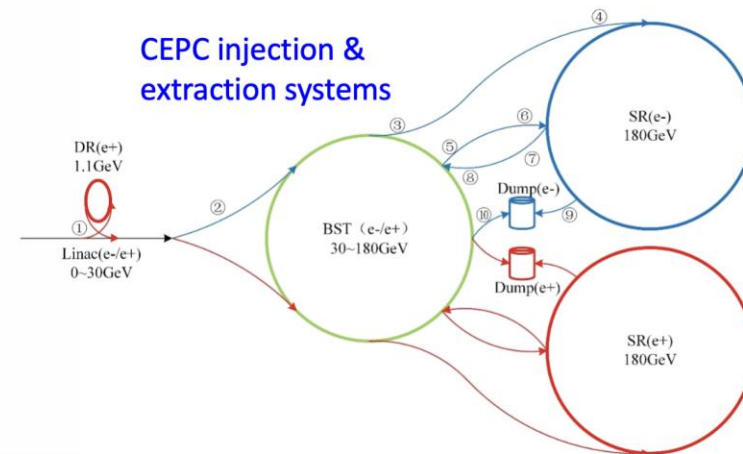 CEPC injection &
extraction systems
④
③
DR(e+)
1.1GeV
⑤
⑥
SR(e-)
180GeV
⑦
⑧
①
②
Dump(e-)
⑩
⑨
BST（e-/e+）
30~180GeV
Linac(e-/e+)
0~30GeV
Dump(e+)
SR(e+)
180GeV